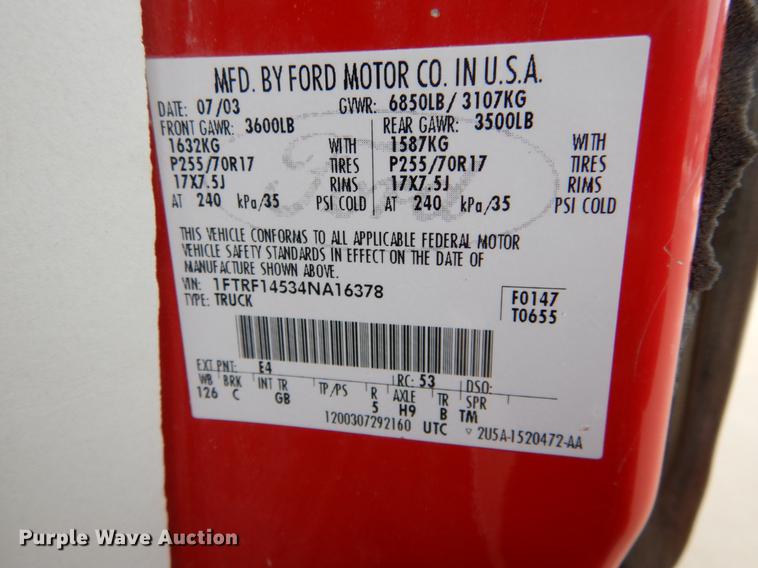 MFD. BY FORD MOTOR CO. IN U.S.A.
DATE: 07/03 GVWR: 6850LB/ 3107KG
FRONT GAWR: 3600LB REAR GAWR: 3500LB
1632KG WITH 1587KG WITH
P255/70R17 TIRES P255/70R17 TIRES
17X7.5J RIMS 17X7.5J RIMS
AT 240 kPa/35 PSI COLD AT 240 kPa/35 PSI COLD
Ford
THIS VEHICLE CONFORMS TO ALL APPLICABLE FEDERAL MOTOR
VEHICLE SAFETY STANDARDS IN EFFECT ON THE DATE OF
MANUFACTURE SHOWN ABOVE.
VIN: 1FTRF14534NA16378 F0147
TYPE: TRUCK T0655
EXT PNT: E4 RC: 53 DSO:
WB BRK INT TR TP/PS R AXLE TR SPR
126 C GB 5 H9 B TM
1200307292160 UTC ▽ 2U5A-1520472-AA
Purple Wave Auction